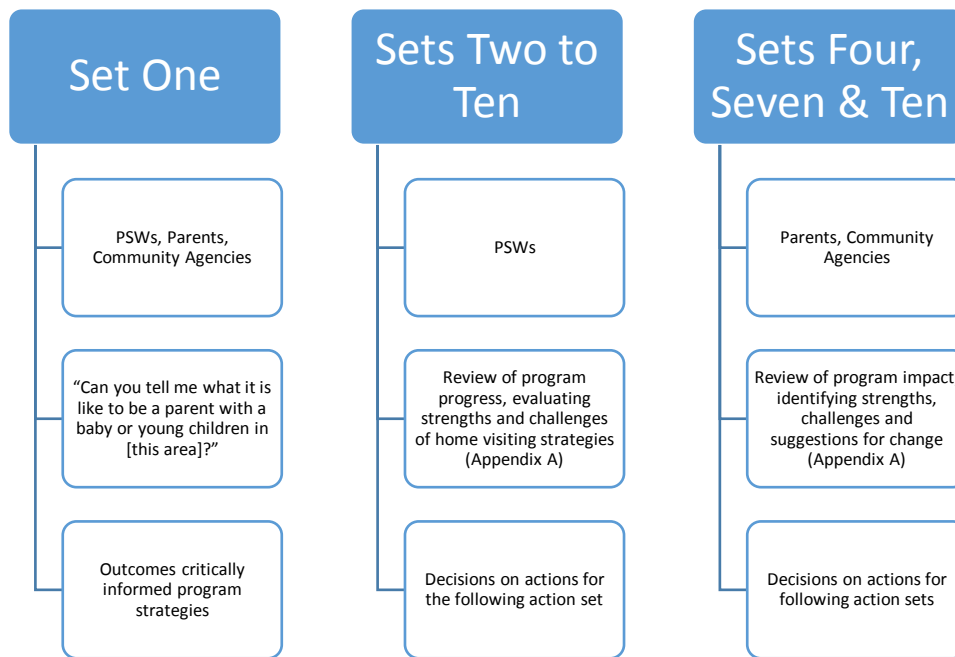 Set One
PSWs, Parents,
Community Agencies
“Can you tell me what it is
like to be a parent with a
baby or young children in
[this area]?”
Outcomes critically
informed program
strategies
Sets Two to
Ten
PSWs
Review of program
progress, evaluating
strengths and challenges
of home visiting strategies
(Appendix A)
Decisions on actions for
the following action set
Sets Four,
Seven & Ten
Parents, Community
Agencies
Review of program impact
identifying strengths,
challenges and
suggestions for change
(Appendix A)
Decisions on actions for
following action sets